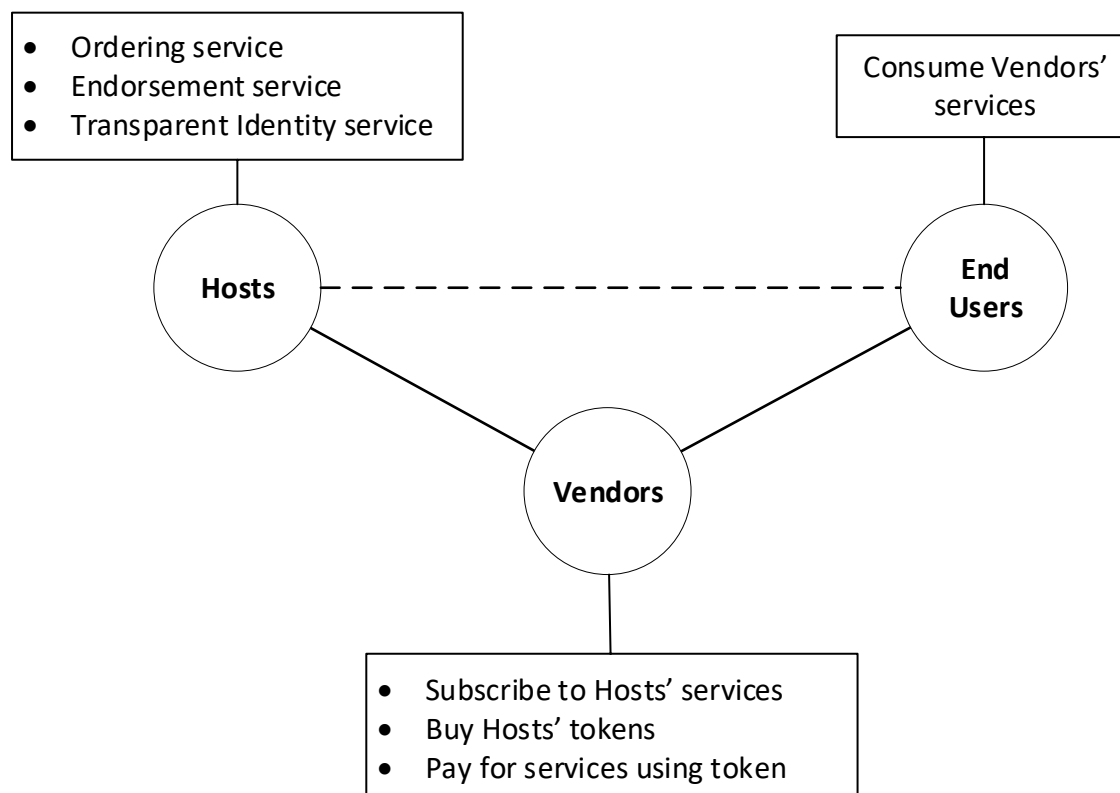 • Ordering service
• Endorsement service
• Transparent Identity service
Consume Vendors’
services
Hosts
End
Users
Vendors
• Subscribe to Hosts’ services
• Buy Hosts’ tokens
• Pay for services using token